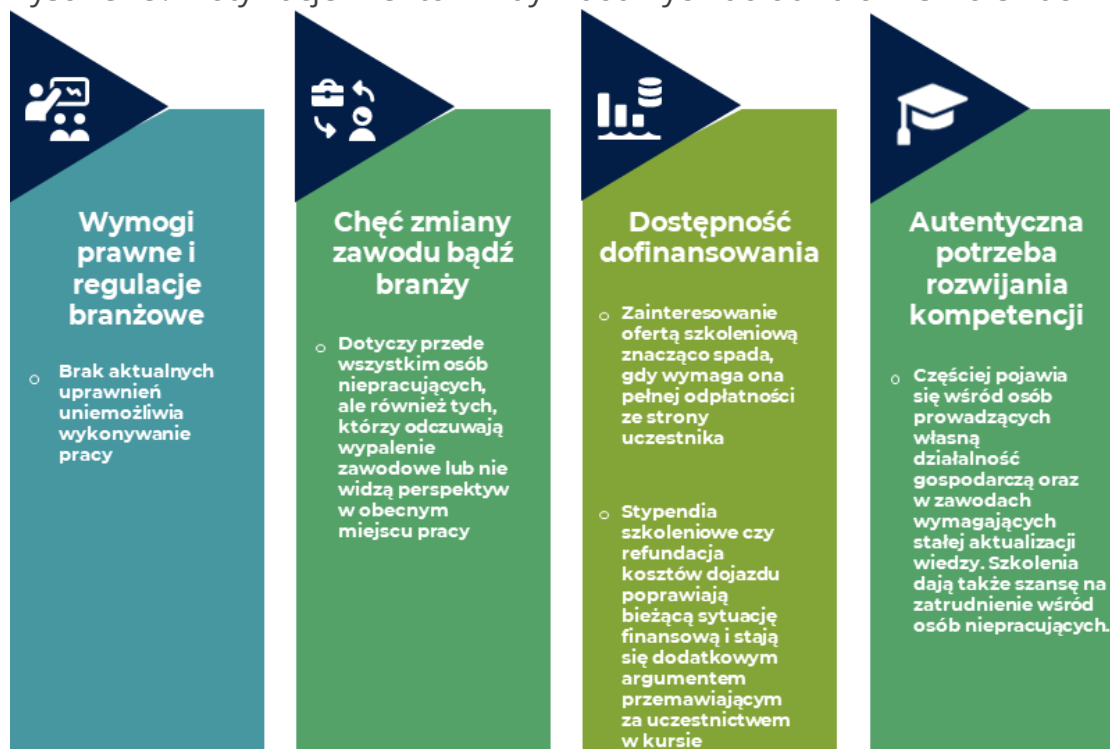 Wymogi
prawne i
regulacje
branżowe
Brak aktualnych
uprawnień
uniemożliwia
wykonywanie
pracy
Chęć zmiany
zawodu bądź
branży
Dotyczy przede
wszystkim osób
niepracujących,
ale również tych,
którzy odczuwają
wypalenie
zawodowe lub nie
widzą perspektyw
w obecnym
miejscu pracy
Dostępność
dofinansowania
Zainteresowanie
ofertą szkoleniową
znacząco spada,
gdy wymaga ona
pełnej odpłatności
ze strony
uczestnika
Stypendia
szkoleniowe czy
refundacja
kosztów dojazdu
poprawiają
bieżącą sytuację
finansową i stają
się dodatkowym
argumentem
przemawiającym
za uczestnictwem
w kursie
Autentyczna
potrzeba
rozwijania
kompetencji
Częściej pojawia
się wśród osób
prowadzących
własną
działalność
gospodarczą oraz
w zawodach
wymagających
stałej aktualizacji
wiedzy. Szkolenia
dają także szansę na
zatrudnienie wśród
osób niepracujących.